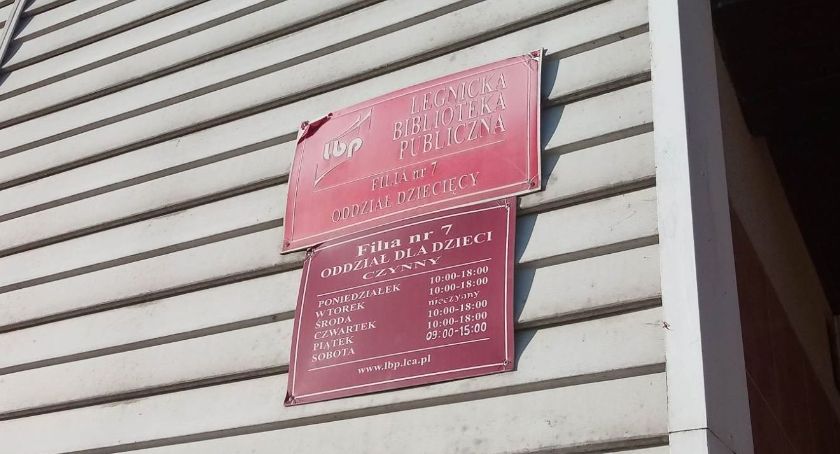 LEGNICKA
BIBLIOTEKA
PUBLICZNA
lbp
FILIA nr 7
ODDZIAŁ DZIECIĘCY
Filia nr 7
ODDZIAŁ DLA DZIECI
CZYNNY
PONIEDZIAŁEK 10:00-18:00
WTOREK 10:00-18:00
ŚRODA nieczynny
CZWARTEK 10:00-18:00
PIĄTEK 10:00-18:00
SOBOTA 09:00-15:00
www.lbp.lca.pl